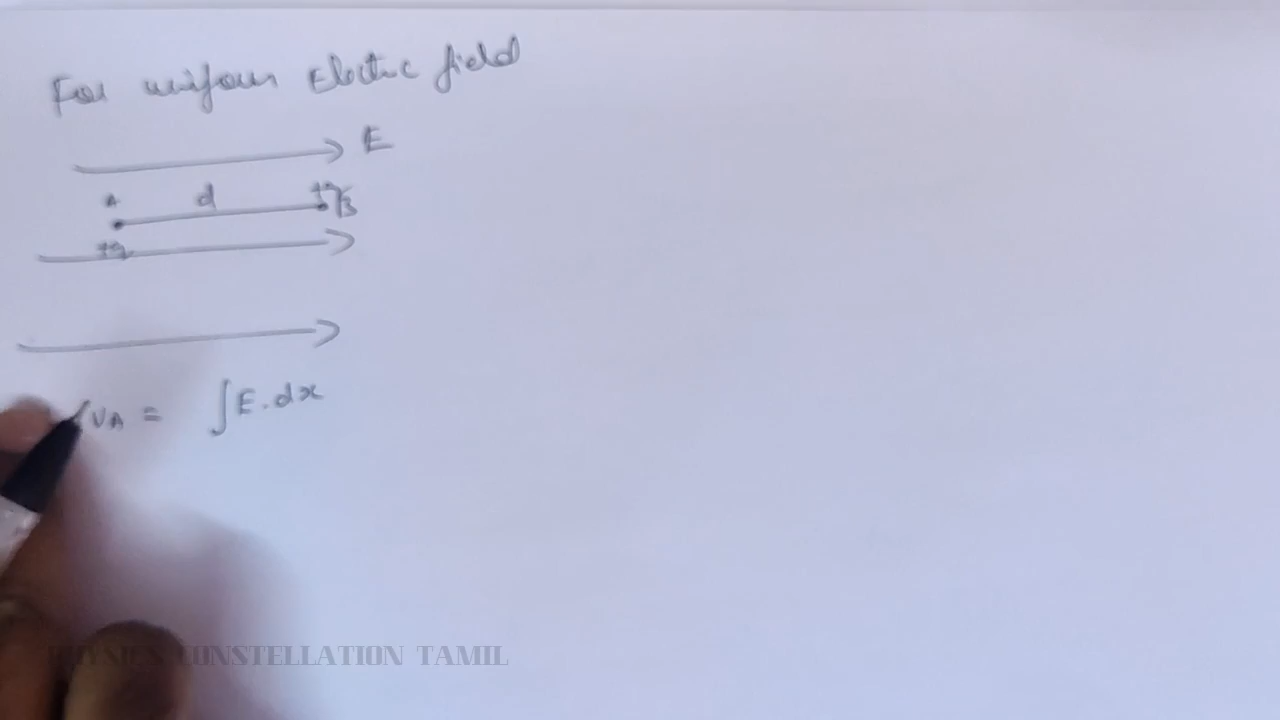 For uniform Electric field
E
A d
+q
VA = ∫E.dx
PHYSICS CONSTELLATION TAMIL